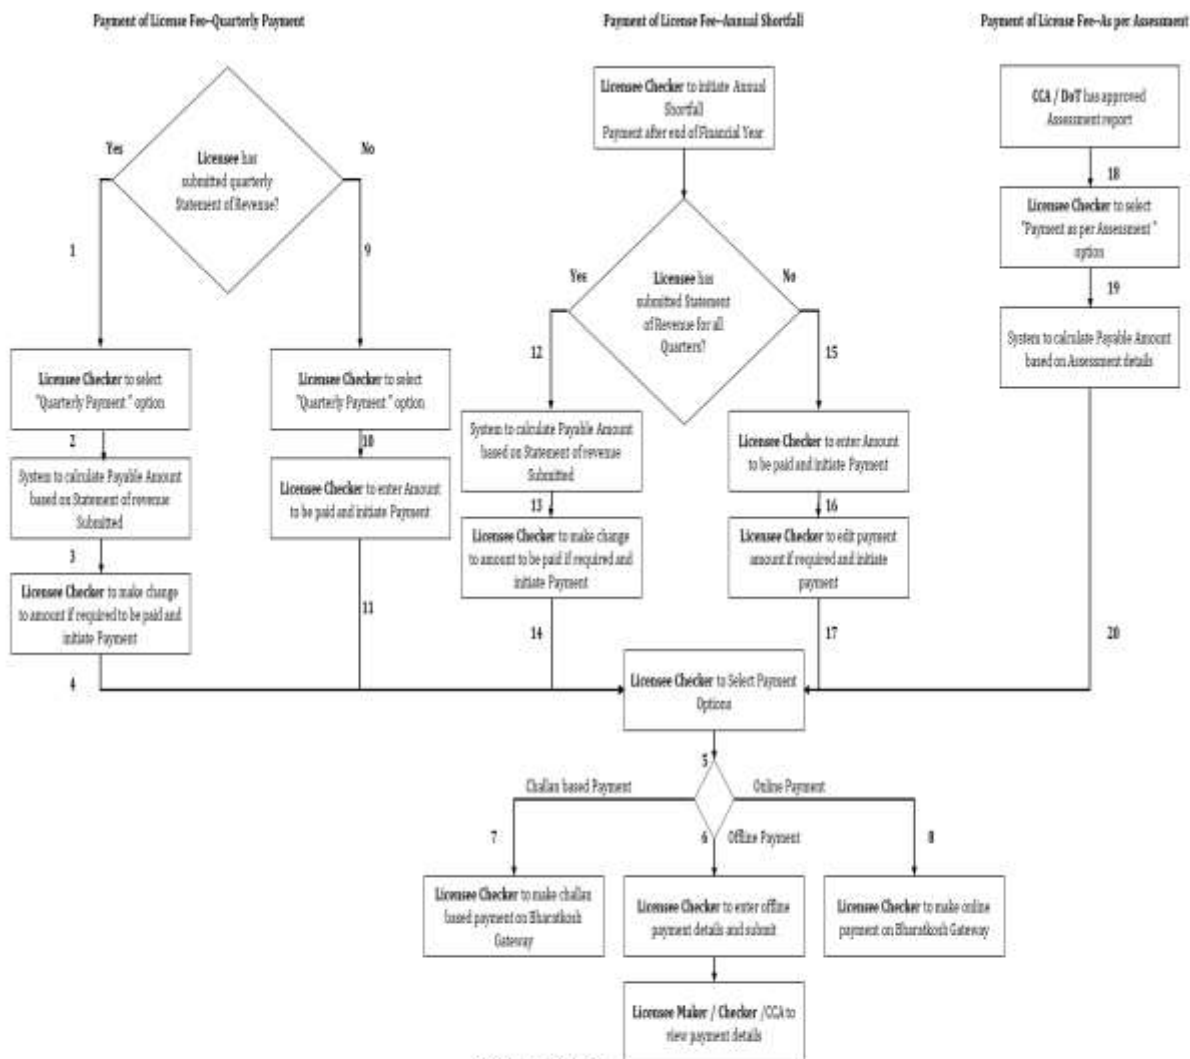 Payment of License Fee–Quarterly Payment
Payment of License Fee–Annual Shortfall
Payment of License Fee–As per Assessment
Yes
No
Licensee has
submitted quarterly
Statement of Revenue?
1
9
Licensee Checker to select
"Quarterly Payment " option
2
System to calculate Payable Amount
based on Statement of revenue
Submitted
3
Licensee Checker to make change
to amount if required to be paid and
initiate Payment
4
Licensee Checker to select
"Quarterly Payment " option
10
Licensee Checker to enter Amount
to be paid and initiate Payment
11
Licensee Checker to initiate Annual
Shortfall
Payment after end of Financial Year
Yes
No
Licensee has
submitted Statement
of Revenue for all
Quarters?
12
15
System to calculate Payable Amount
based on Statement of revenue
Submitted
13
Licensee Checker to make change
to amount to be paid if required and
initiate Payment
14
Licensee Checker to enter Amount
to be paid and initiate Payment
16
Licensee Checker to edit payment
amount if required and initiate
payment
17
CCA / DoT has approved
Assessment report
18
Licensee Checker to select
"Payment as per Assessment "
option
19
System to calculate Payable Amount
based on Assessment details
20
Licensee Checker to Select Payment
Options
5
Challan based Payment
Online Payment
7
6
Offline Payment
8
Licensee Checker to make challan
based payment on Bharatkosh
Gateway
Licensee Checker to enter offline
payment details and submit
Licensee Checker to make online
payment on Bharatkosh Gateway
Licensee Maker / Checker /CCA to
view payment details